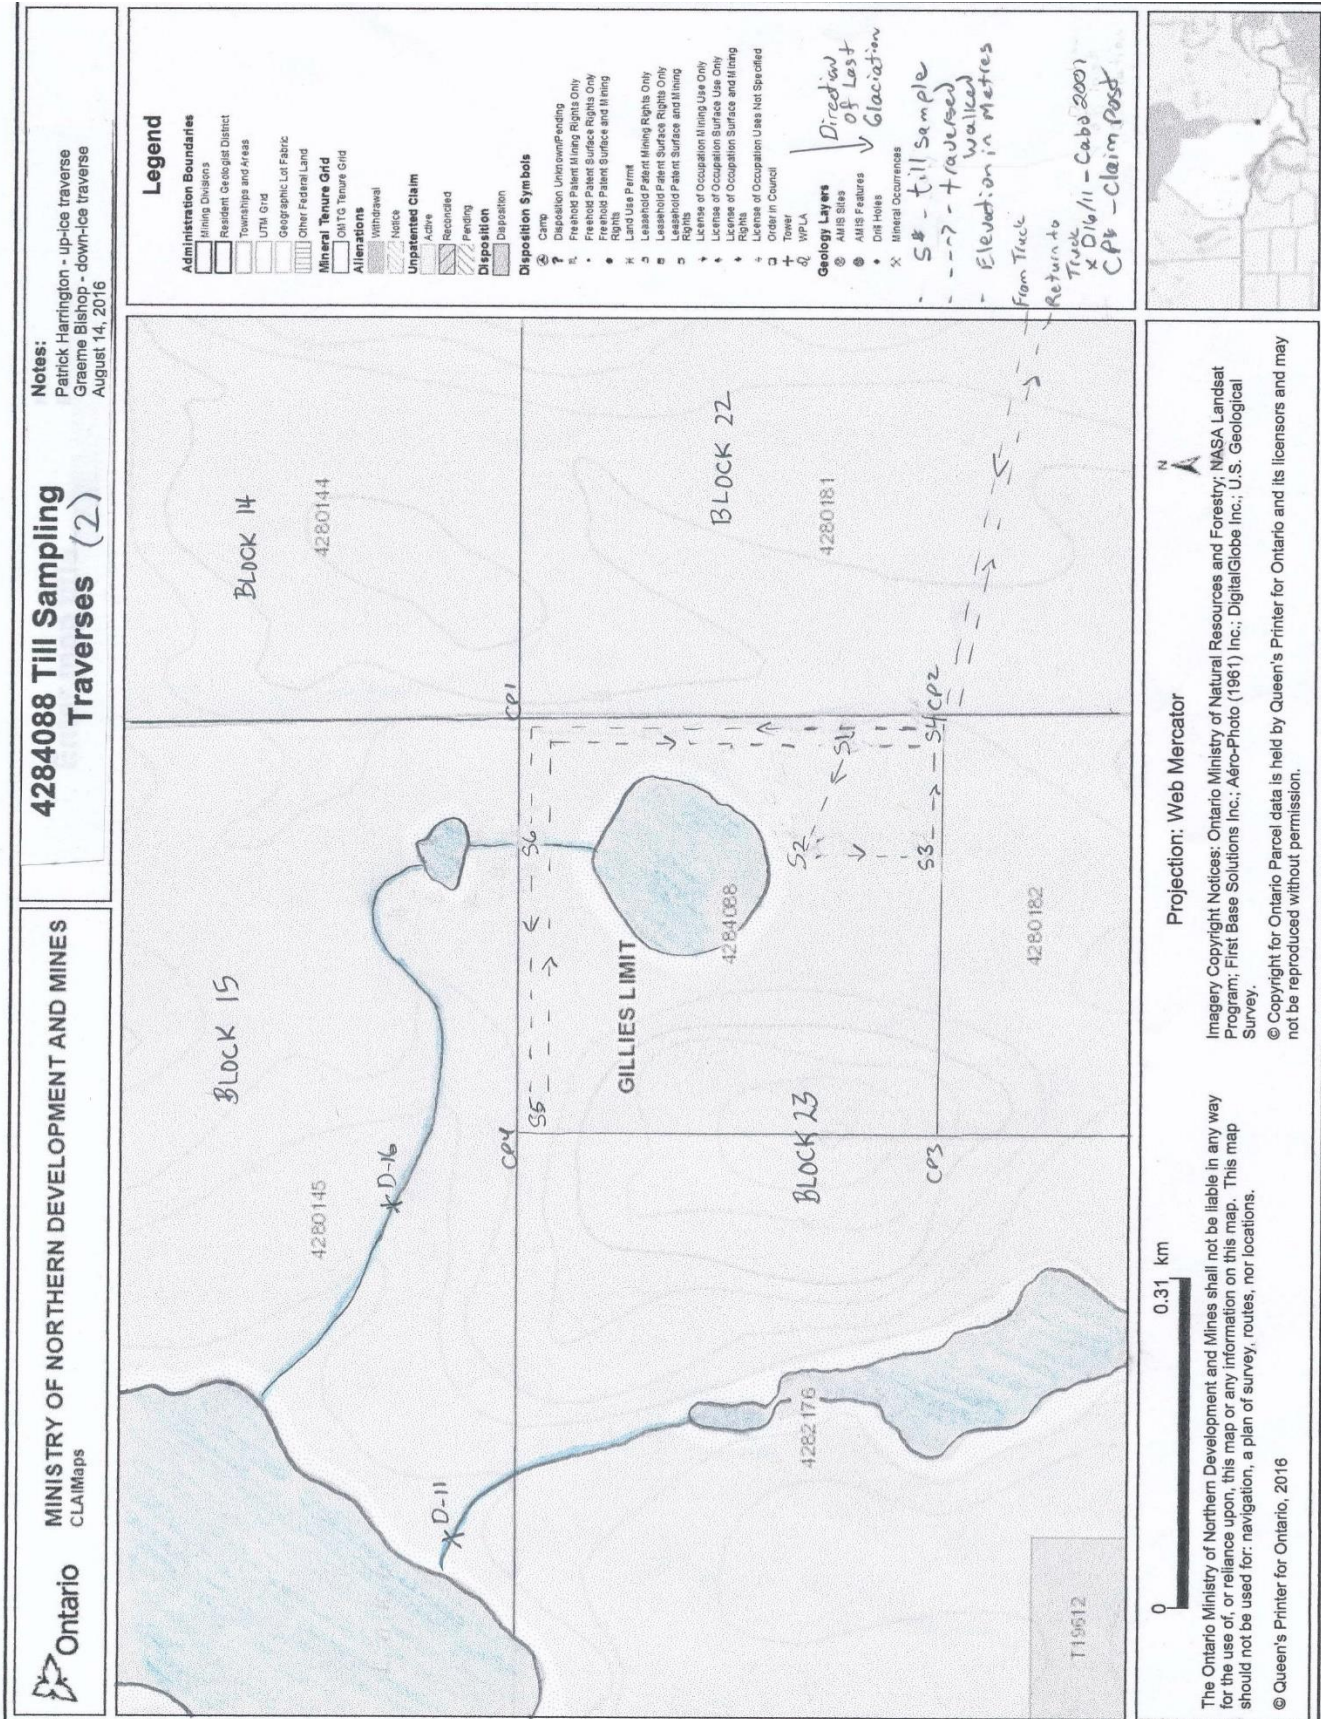 Ontario
MINISTRY OF NORTHERN DEVELOPMENT AND MINES
CLAIMaps
4284088 Till Sampling
Traverses (2)
Notes:
Patrick Harrington - up-ice traverse
Graeme Bishop - down-ice traverse
August 14, 2016
BLOCK 15
BLOCK 14
4280145
4280144
D-16
D-11
CP4
CP1
S5
S6
GILLIES LIMIT
4284088
BLOCK 22
S2
S1
4280181
BLOCK 23
4282176
S3
S4
CP2
CP3
4280182
T19612
Legend
Administration Boundaries
Mining Divisions
Resident Geologist District
Townships and Areas
UTM Grid
Geographic Lot Fabric
Other Federal Land
Mineral Tenure Grid
OMTG Tenure Grid
Alienations
Withdrawal
Notice
Unpatented Claim
Active
Recorded
Pending
Disposition
Disposition
Disposition Symbols
Camp
Disposition Unknown/Pending
Freehold Patent Mining Rights Only
Freehold Patent Surface Rights Only
Freehold Patent Surface and Mining
Rights
Land Use Permit
Leasehold Patent Mining Rights Only
Leasehold Patent Surface Rights Only
Leasehold Patent Surface and Mining
Rights
License of Occupation Mining Use Only
License of Occupation Surface Use Only
License of Occupation Surface and Mining
Rights
License of Occupation Uses Not Specified
Order in Council
Tower
WPLA
Geology Layers
AMIS Sites
AMIS Features
Drill Holes
Mineral Occurrences
Direction
of Last
Glaciation
- S# - till sample
- ---> - traversed
walked
- Elevation in Metres
From Truck
Return to
Truck
x D16/11 - Cabo 2001
CP# - Claim post
0 0.31 km
Projection: Web Mercator
N
The Ontario Ministry of Northern Development and Mines shall not be liable in any way
for the use of, or reliance upon, this map or any information on this map. This map
should not be used for: navigation, a plan of survey, routes, nor locations.
© Queen's Printer for Ontario, 2016
Imagery Copyright Notices: Ontario Ministry of Natural Resources and Forestry; NASA Landsat
Program; First Base Solutions Inc.; Aéro-Photo (1961) Inc.; DigitalGlobe Inc.; U.S. Geological
Survey.
© Copyright for Ontario Parcel data is held by Queen's Printer for Ontario and its licensors and may
not be reproduced without permission.